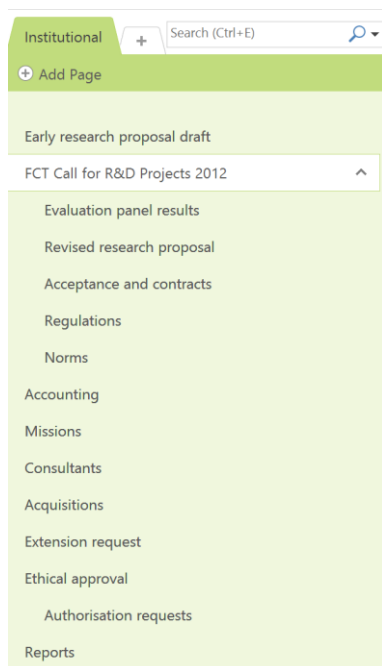 Institutional
+
Search (Ctrl+E)
Add Page
Early research proposal draft
FCT Call for R&D Projects 2012
Evaluation panel results
Revised research proposal
Acceptance and contracts
Regulations
Norms
Accounting
Missions
Consultants
Acquisitions
Extension request
Ethical approval
Authorisation requests
Reports